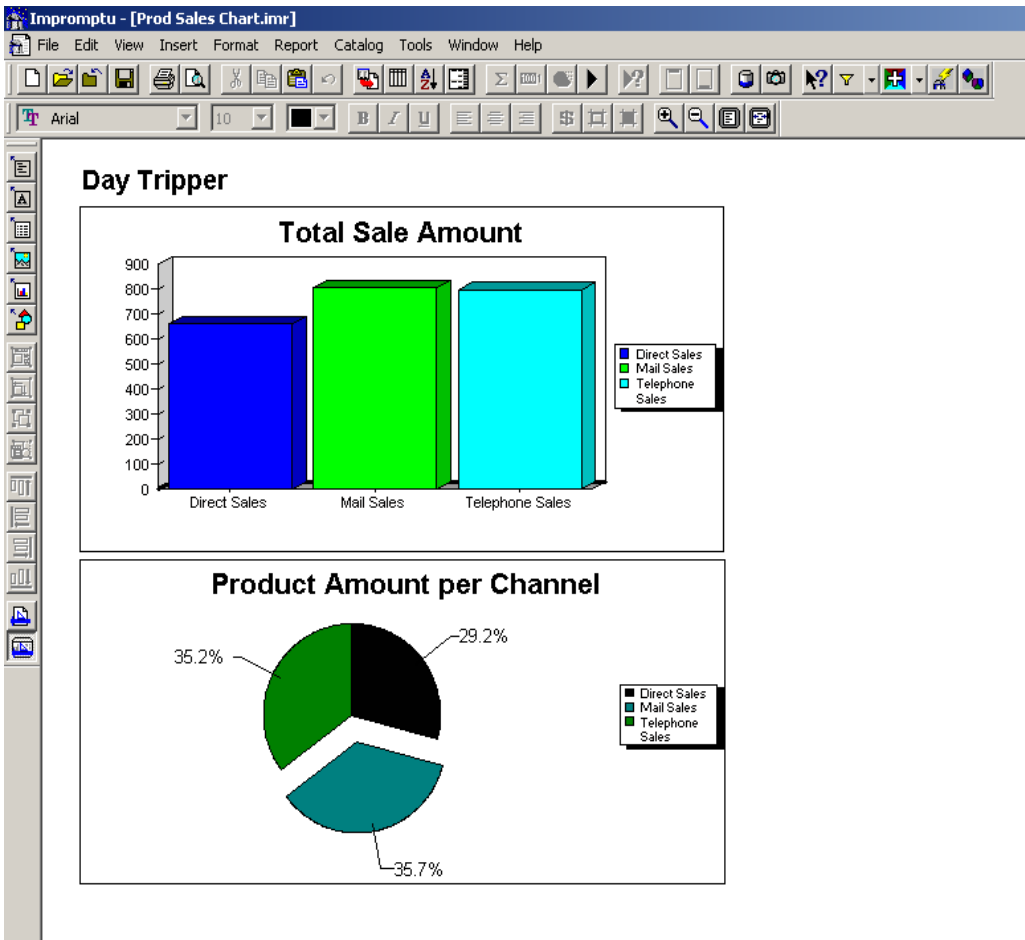 Impromptu - [Prod Sales Chart.imr]
File Edit View Insert Format Report Catalog Tools Window Help
Arial 10 B I U
Day Tripper
Total Sale Amount
900
800
700
600
500
400
300
200
100
0
Direct Sales Mail Sales Telephone Sales
Direct Sales
Mail Sales
Telephone
Sales
Product Amount per Channel
29.2%
35.2%
35.7%
Direct Sales
Mail Sales
Telephone
Sales